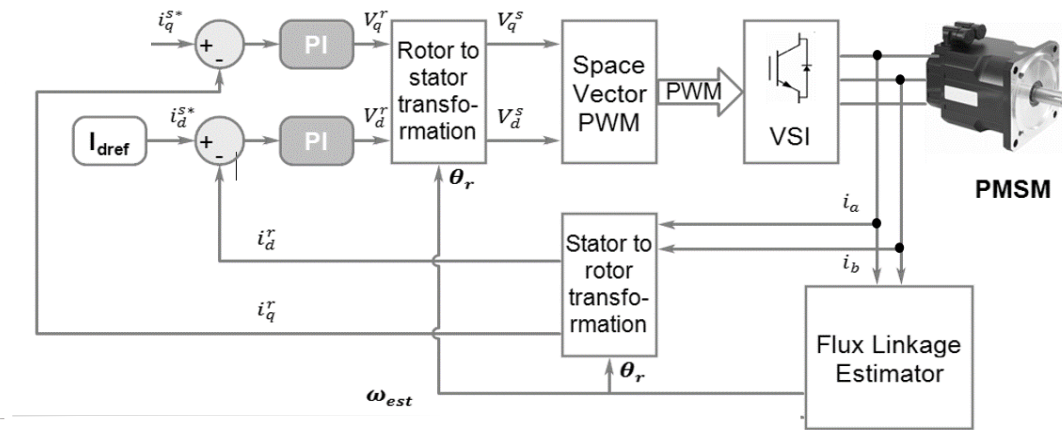 i_q^{s*}
+
-
PI
V_q^r
Rotor to
stator
transfo-
rmation
V_q^s
Space
Vector
PWM
PWM
VSI
PMSM
I_dref
i_d^{s*}
+
-
PI
V_d^r
V_d^s
θ_r
i_a
i_b
i_d^r
i_q^r
Stator to
rotor
transfo-
rmation
θ_r
ω_est
Flux Linkage
Estimator